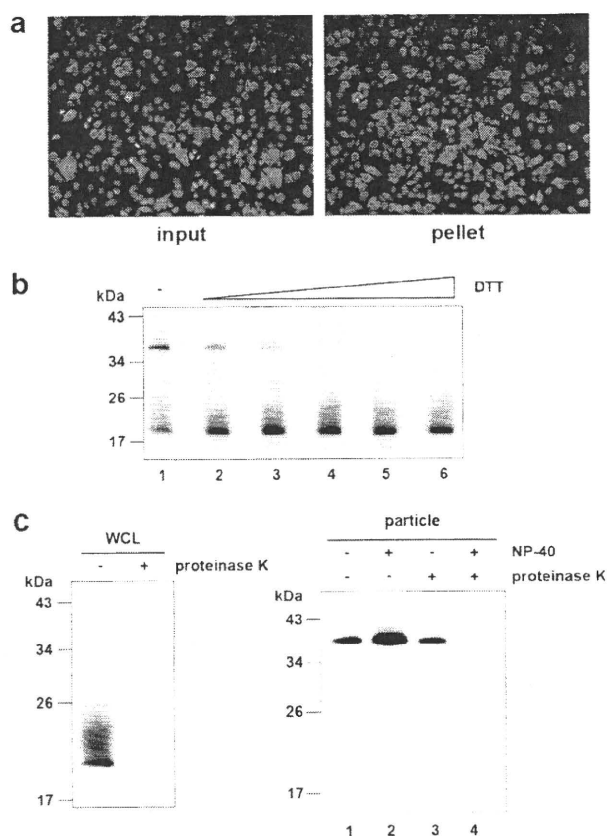 a
input pellet
b
- DTT
kDa
43
34
26
17
1 2 3 4 5 6
c
WCL
- + proteinase K
kDa
43
34
26
17
particle
- + - + NP-40
- - + + proteinase K
kDa
43
34
26
17
1 2 3 4